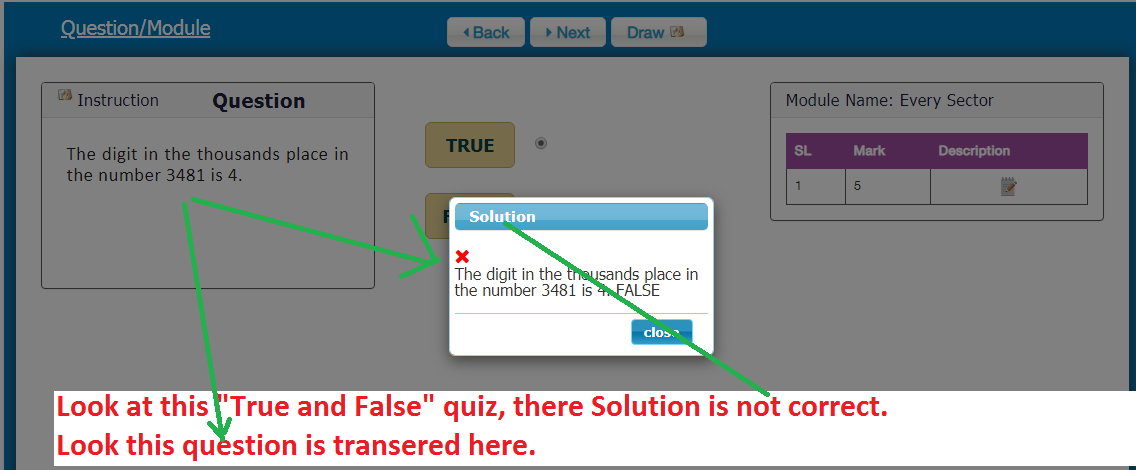 Question/Module
Back
Next
Draw
Instruction
Question
The digit in the thousands place in
the number 3481 is 4.
TRUE
F
Module Name: Every Sector
SL Mark Description
1 5
Solution
The digit in the thousands place in
the number 3481 is 4. FALSE
close
Look at this "True and False" quiz, there Solution is not correct.
Look this question is transered here.